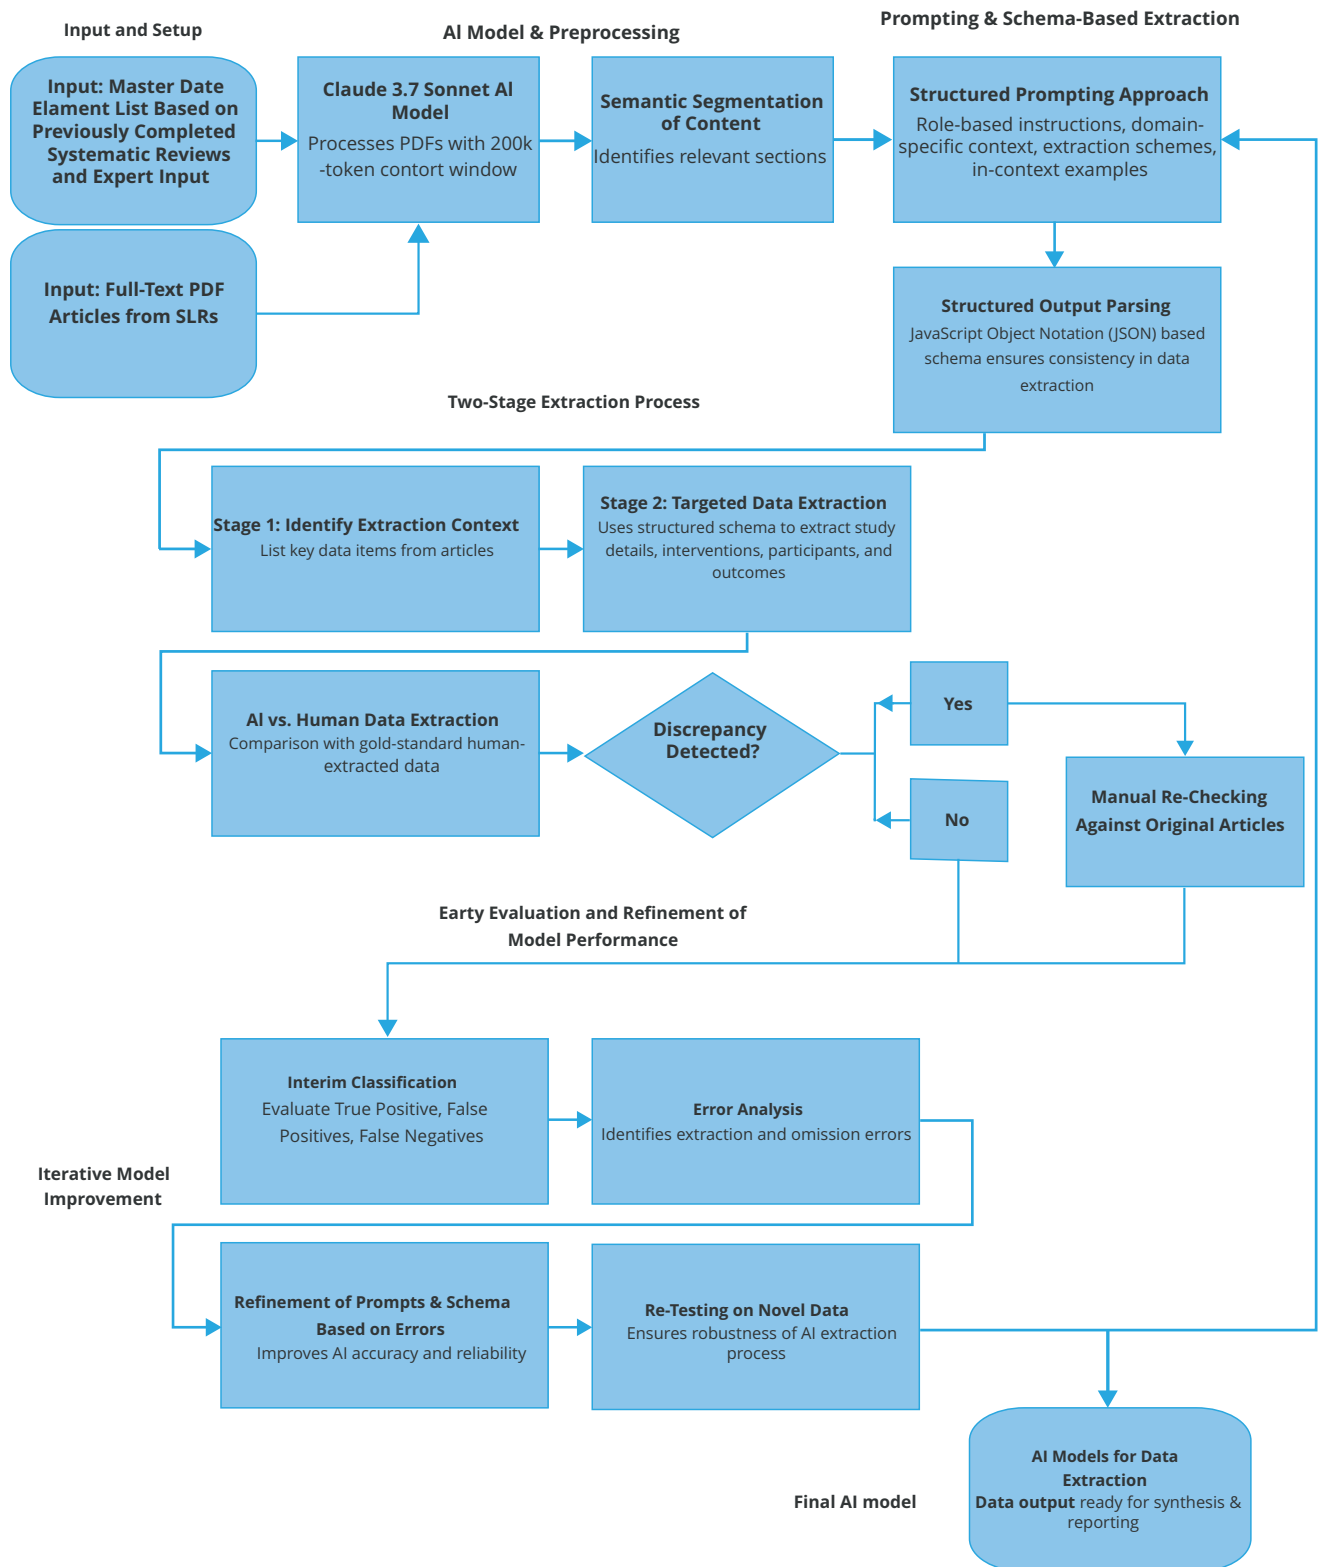 Input and Setup
AI Model & Preprocessing
Prompting & Schema-Based Extraction
Input: Master Date
Elament List Based on
Previously Completed
Systematic Reviews
and Expert Input
Claude 3.7 Sonnet AI
Model
Processes PDFs with 200k
-token contort window
Semantic Segmentation
of Content
Identifies relevant sections
Structured Prompting Approach
Role-based instructions, domain-
specific context, extraction schemes,
in-context examples
Input: Full-Text PDF
Articles from SLRs
Structured Output Parsing
JavaScript Object Notation (JSON) based
schema ensures consistency in data
extraction
Two-Stage Extraction Process
Stage 1: Identify Extraction Context
List key data items from articles
Stage 2: Targeted Data Extraction
Uses structured schema to extract study
details, interventions, participants, and
outcomes
AI vs. Human Data Extraction
Comparison with gold-standard human-
extracted data
Discrepancy
Detected?
Yes
No
Manual Re-Checking
Against Original Articles
Earty Evaluation and Refinement of
Model Performance
Interim Classification
Evaluate True Positive, False
Positives, False Negatives
Error Analysis
Identifies extraction and omission errors
Iterative Model
Improvement
Refinement of Prompts & Schema
Based on Errors
Improves AI accuracy and reliability
Re-Testing on Novel Data
Ensures robustness of AI extraction
process
Final AI model
AI Models for Data
Extraction
Data output ready for synthesis &
reporting